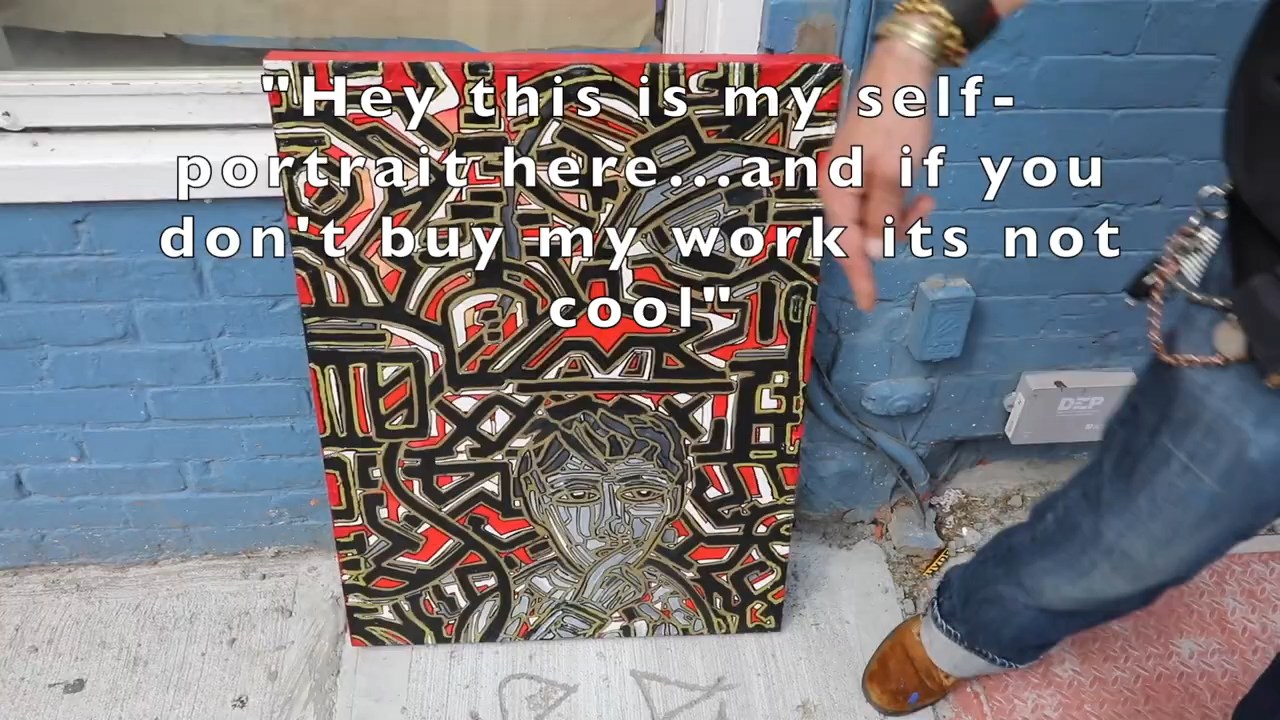 "Hey this is my self-
portrait here...and if you
don't buy my work its not
cool"
DEP